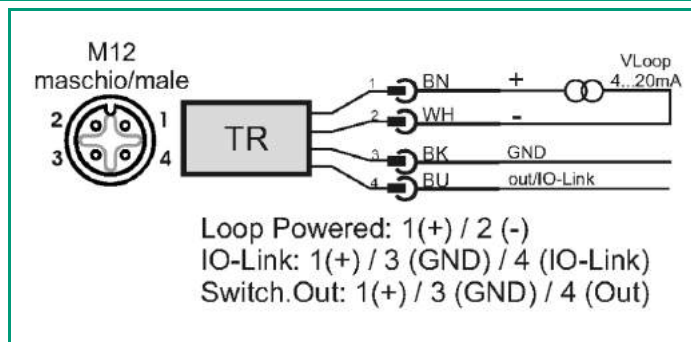 M12
maschio/male
2 1
3 4
TR
1 BN + VLoop
4...20mA
2 WH -
3 BK GND
4 BU out/IO-Link
Loop Powered: 1(+) / 2 (-)
IO-Link: 1(+) / 3 (GND) / 4 (IO-Link)
Switch.Out: 1(+) / 3 (GND) / 4 (Out)